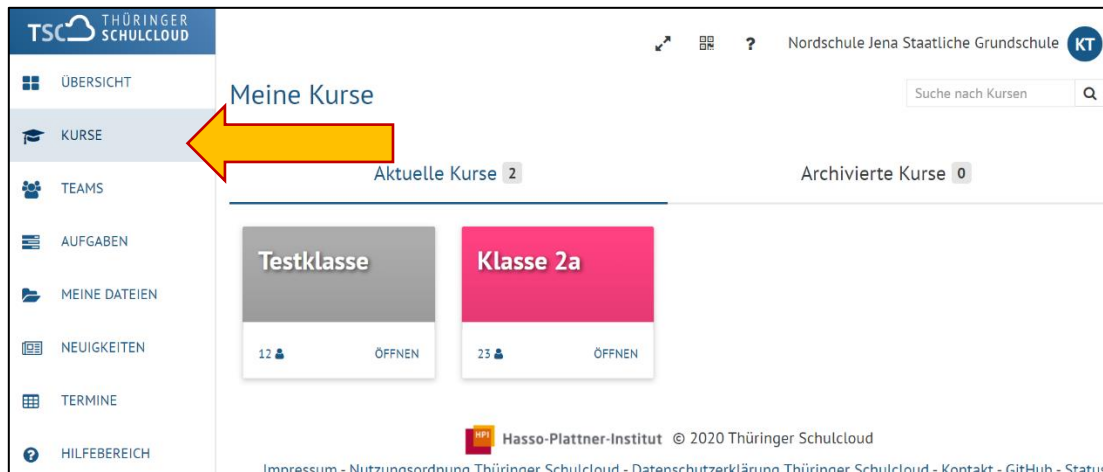 TSC THÜRINGER
SCHULCLOUD
? Nordschule Jena Staatliche Grundschule KT
ÜBERSICHT
KURSE
TEAMS
AUFGABEN
MEINE DATEIEN
NEUIGKEITEN
TERMINE
HILFEBEREICH
Meine Kurse
Suche nach Kursen
Aktuelle Kurse 2
Archivierte Kurse 0
Testklasse
12 ÖFFNEN
Klasse 2a
23 ÖFFNEN
HPI Hasso-Plattner-Institut © 2020 Thüringer Schulcloud
Impressum - Nutzungsordnung Thüringer Schulcloud - Datenschutzerklärung Thüringer Schulcloud - Kontakt - GitHub - Status